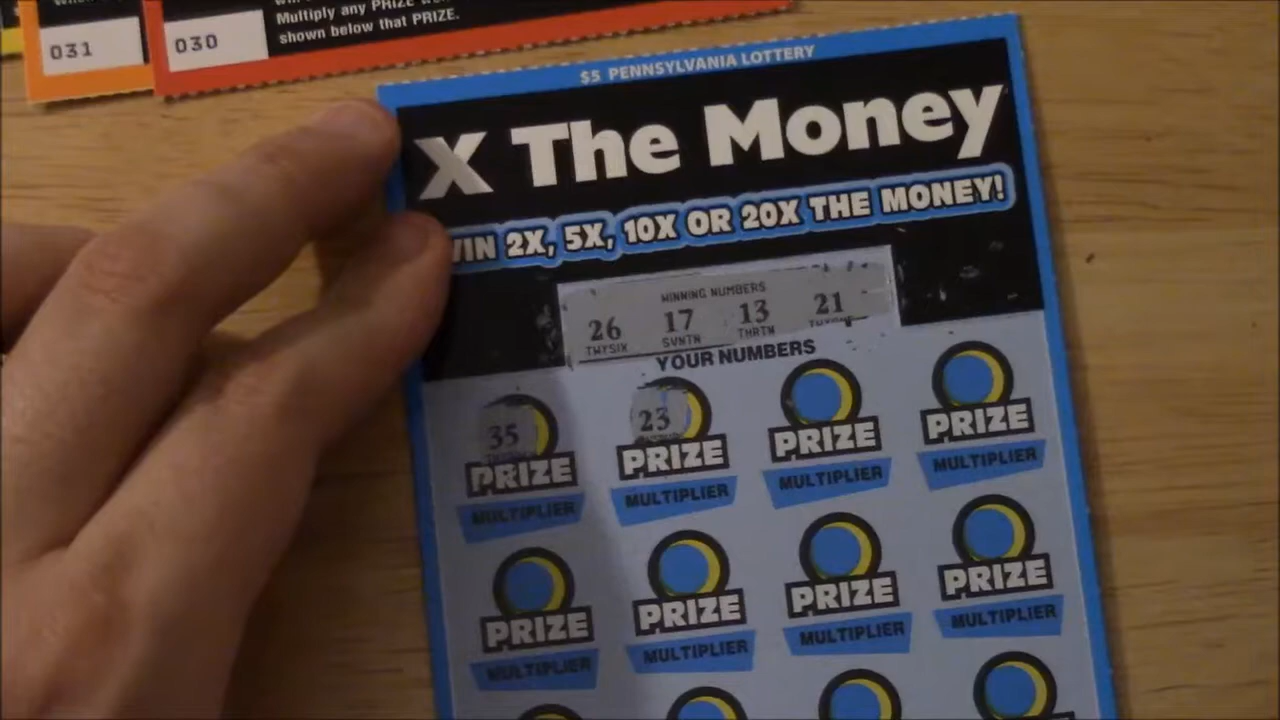 Multiply any PRIZE
shown below that PRIZE.
031
030
$5 PENNSYLVANIA LOTTERY
X The Money
WIN 2X, 5X, 10X OR 20X THE MONEY!
WINNING NUMBERS
26 17 13 21
TWYSIX SVNTN THRTN
YOUR NUMBERS
35 23
PRIZE PRIZE PRIZE PRIZE
MULTIPLIER MULTIPLIER MULTIPLIER MULTIPLIER
PRIZE PRIZE PRIZE PRIZE
MULTIPLIER MULTIPLIER MULTIPLIER MULTIPLIER